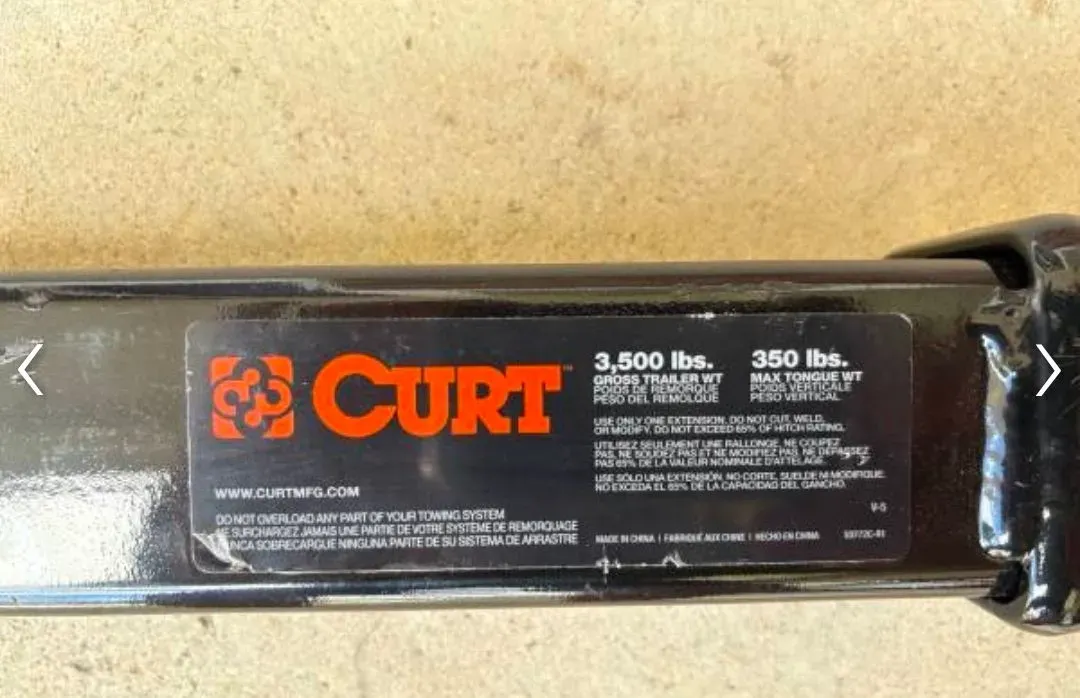 CURT™
WWW.CURTMFG.COM
DO NOT OVERLOAD ANY PART OF YOUR TOWING SYSTEM
NE SURCHARGEZ JAMAIS UNE PARTIE DE VOTRE SYSTEME DE REMORQUAGE
NUNCA SOBRECARGUE NINGUNA PARTE DE SU SISTEMA DE ARRASTRE
3,500 lbs.
GROSS TRAILER WT
POIDS DE REMORQUE
PESO DEL REMOLQUE
350 lbs.
MAX TONGUE WT
POIDS VERTICALE
PESO VERTICAL
USE ONLY ONE EXTENSION. DO NOT CUT, WELD,
OR MODIFY. DO NOT EXCEED 65% OF HITCH RATING.
UTILISEZ SEULEMENT UNE RALLONGE. NE COUPEZ
PAS, NE SOUDEZ PAS ET NE MODIFIEZ PAS. NE DÉPASSEZ
PAS 65% DE LA VALEUR NOMINALE D'ATTELAGE.
USE SOLO UNA EXTENSION. NO CORTE, SUELDE NI MODIFIQUE.
NO EXCEDA EL 65% DE LA CAPACIDAD DEL GANCHO.
V-5
MADE IN CHINA | FABRIQUÉ AUX CHINE | HECHO EN CHINA